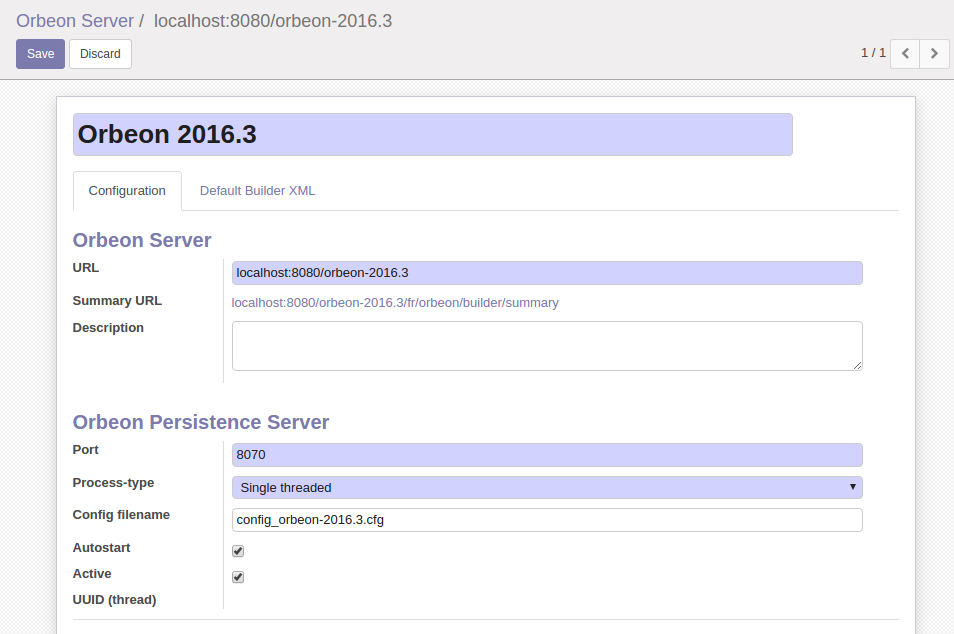 Orbeon Server / localhost:8080/orbeon-2016.3
Save Discard 1 / 1
Orbeon 2016.3
Configuration Default Builder XML
Orbeon Server
URL localhost:8080/orbeon-2016.3
Summary URL localhost:8080/orbeon-2016.3/fr/orbeon/builder/summary
Description
Orbeon Persistence Server
Port 8070
Process-type Single threaded
Config filename config_orbeon-2016.3.cfg
Autostart
Active
UUID (thread)